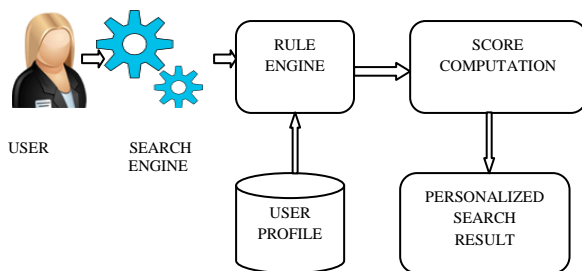 RULE
ENGINE
SCORE
COMPUTATION
USER
SEARCH
ENGINE
USER
PROFILE
PERSONALIZED
SEARCH
RESULT